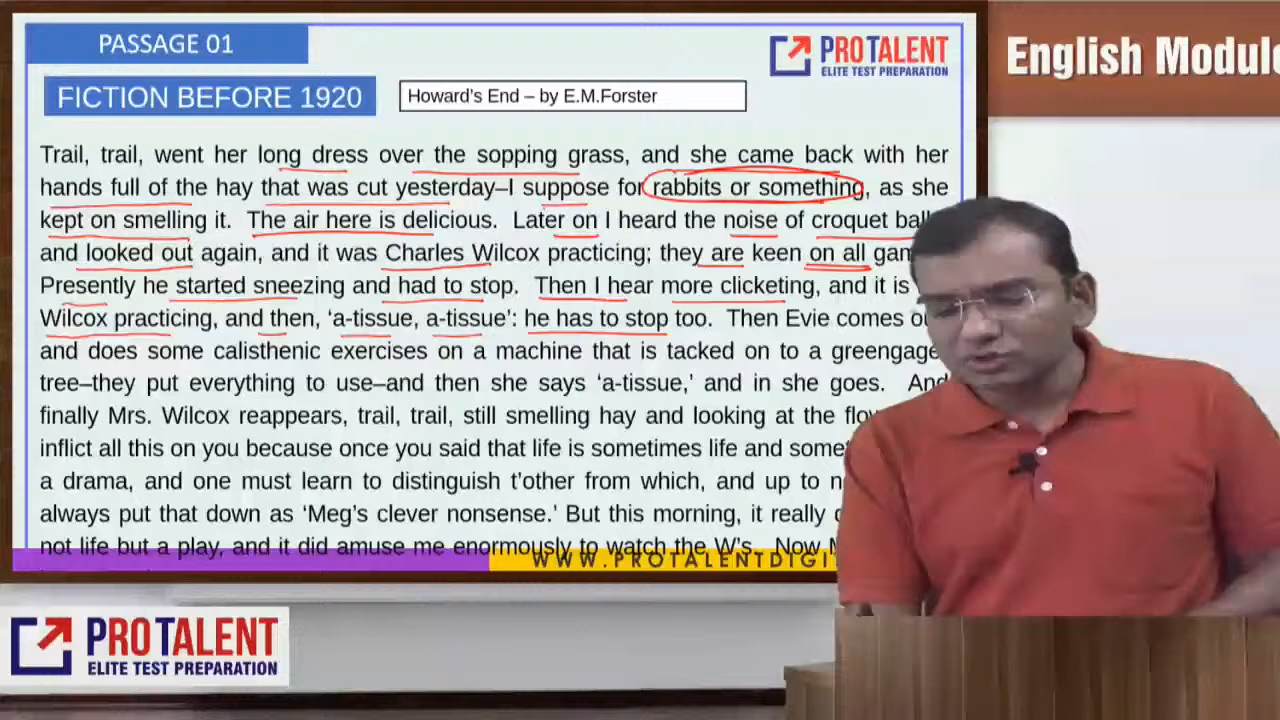 PASSAGE 01
PROTALENT
ELITE TEST PREPARATION
English Module
FICTION BEFORE 1920
Howard's End – by E.M.Forster
Trail, trail, went her long dress over the sopping grass, and she came back with her
hands full of the hay that was cut yesterday–I suppose for rabbits or something, as she
kept on smelling it. The air here is delicious. Later on I heard the noise of croquet
and looked out again, and it was Charles Wilcox practicing; they are keen on all
Presently he started sneezing and had to stop. Then I hear more clicketing, and it is
Wilcox practicing, and then, 'a-tissue, a-tissue': he has to stop too. Then Evie comes
and does some calisthenic exercises on a machine that is tacked on to a greengage
tree–they put everything to use–and then she says 'a-tissue,' and in she goes. And
finally Mrs. Wilcox reappears, trail, trail, still smelling hay and looking at the
inflict all this on you because once you said that life is sometimes life and
a drama, and one must learn to distinguish t'other from which, and up to
always put that down as 'Meg's clever nonsense.' But this morning, it really
not life but a play, and it did amuse me enormously to watch the W's. Now
PROTALENT
ELITE TEST PREPARATION